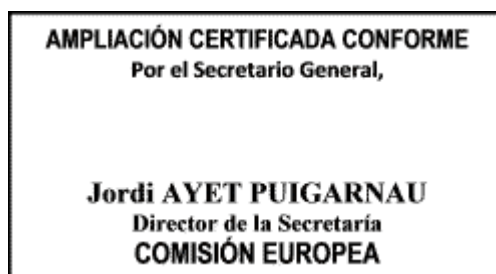 AMPLIACIÓN CERTIFICADA CONFORME
Por el Secretario General,
Jordi AYET PUIGARNAU
Director de la Secretaría
COMISIÓN EUROPEA